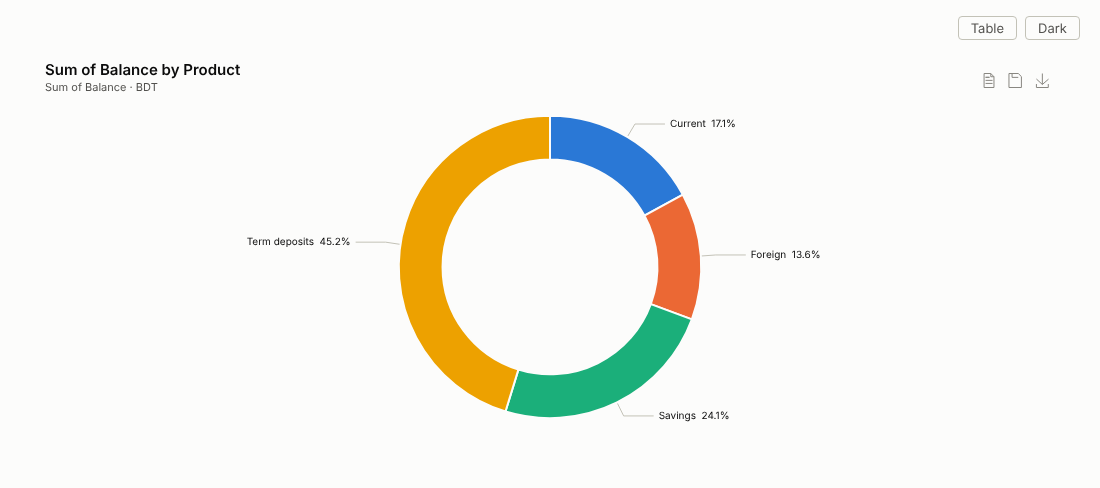 Table Dark
Sum of Balance by Product
Sum of Balance · BDT
Current 17.1%
Term deposits 45.2%
Foreign 13.6%
Savings 24.1%